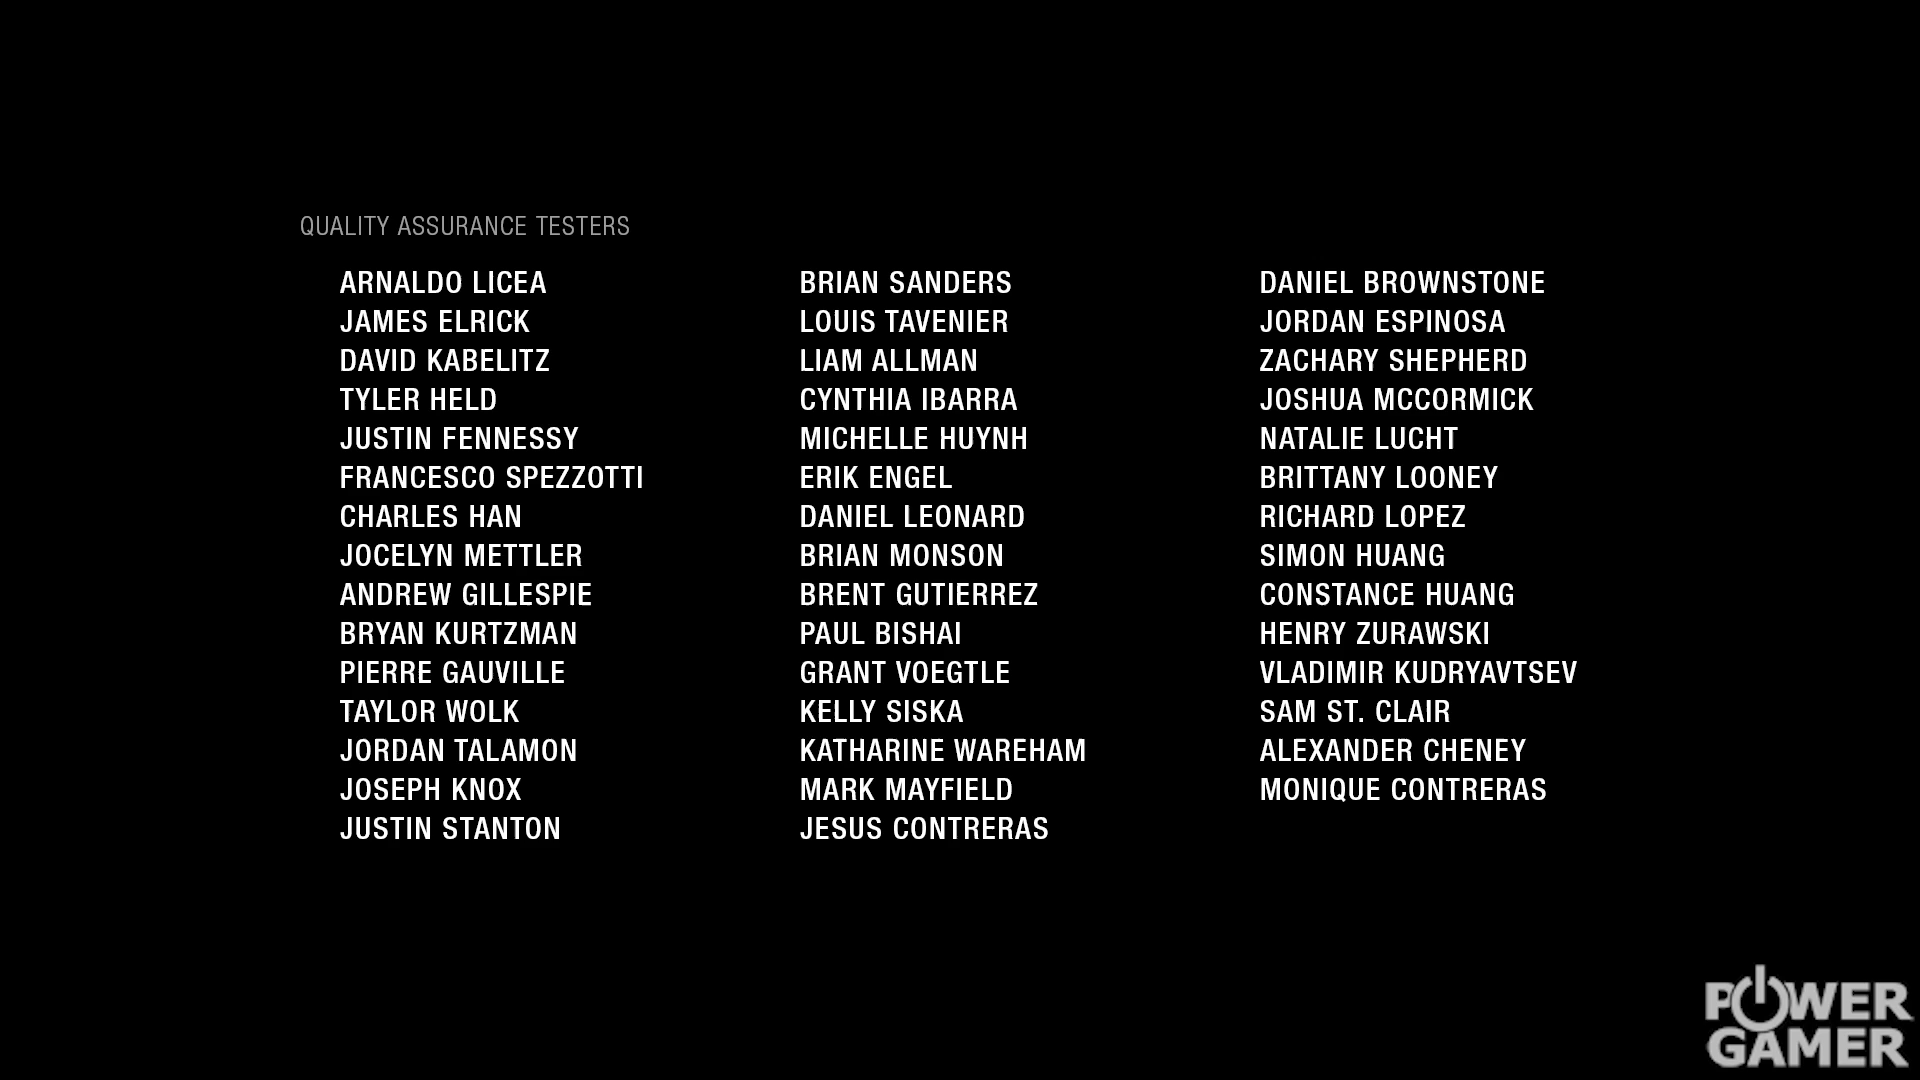 QUALITY ASSURANCE TESTERS
ARNALDO LICEA
JAMES ELRICK
DAVID KABELITZ
TYLER HELD
JUSTIN FENNESSY
FRANCESCO SPEZZOTTI
CHARLES HAN
JOCELYN METTLER
ANDREW GILLESPIE
BRYAN KURTZMAN
PIERRE GAUVILLE
TAYLOR WOLK
JORDAN TALAMON
JOSEPH KNOX
JUSTIN STANTON
BRIAN SANDERS
LOUIS TAVENIER
LIAM ALLMAN
CYNTHIA IBARRA
MICHELLE HUYNH
ERIK ENGEL
DANIEL LEONARD
BRIAN MONSON
BRENT GUTIERREZ
PAUL BISHAI
GRANT VOEGTLE
KELLY SISKA
KATHARINE WAREHAM
MARK MAYFIELD
JESUS CONTRERAS
DANIEL BROWNSTONE
JORDAN ESPINOSA
ZACHARY SHEPHERD
JOSHUA MCCORMICK
NATALIE LUCHT
BRITTANY LOONEY
RICHARD LOPEZ
SIMON HUANG
CONSTANCE HUANG
HENRY ZURAWSKI
VLADIMIR KUDRYAVTSEV
SAM ST. CLAIR
ALEXANDER CHENEY
MONIQUE CONTRERAS
POWER
GAMER